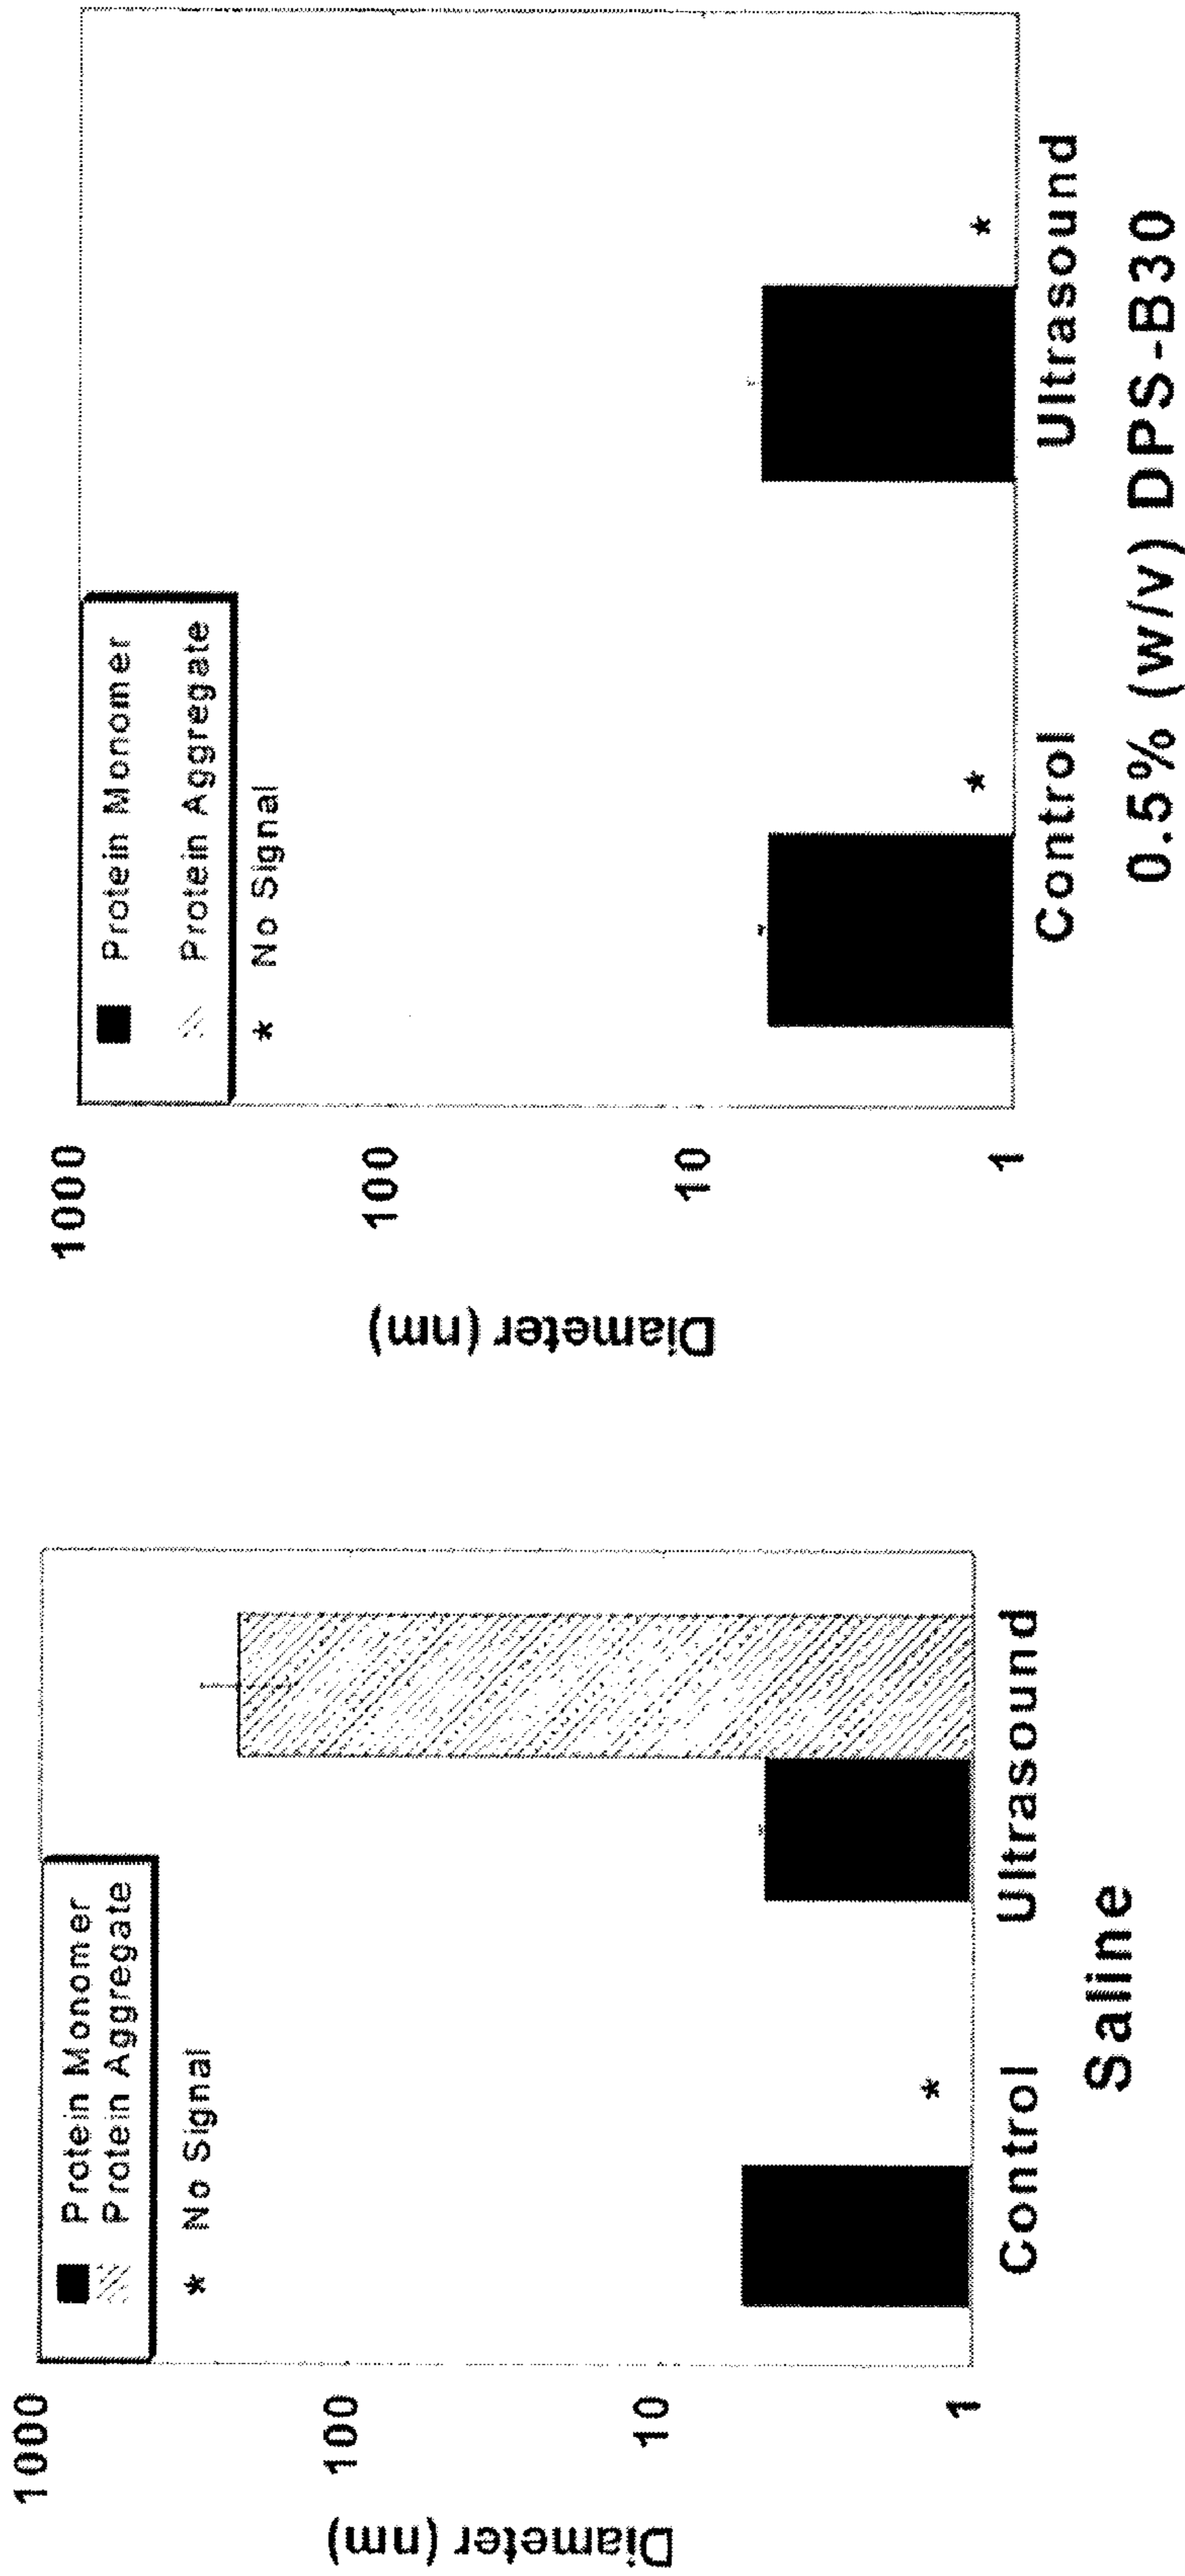 Diameter (nm)
1000
100
10
1
Protein Monomer
Protein Aggregate
* No Signal
*
Control
Ultrasound
Saline
Diameter (nm)
1000
100
10
1
Protein Monomer
Protein Aggregate
* No Signal
*
*
Control
Ultrasound
0.5% (w/v) DPS-B30